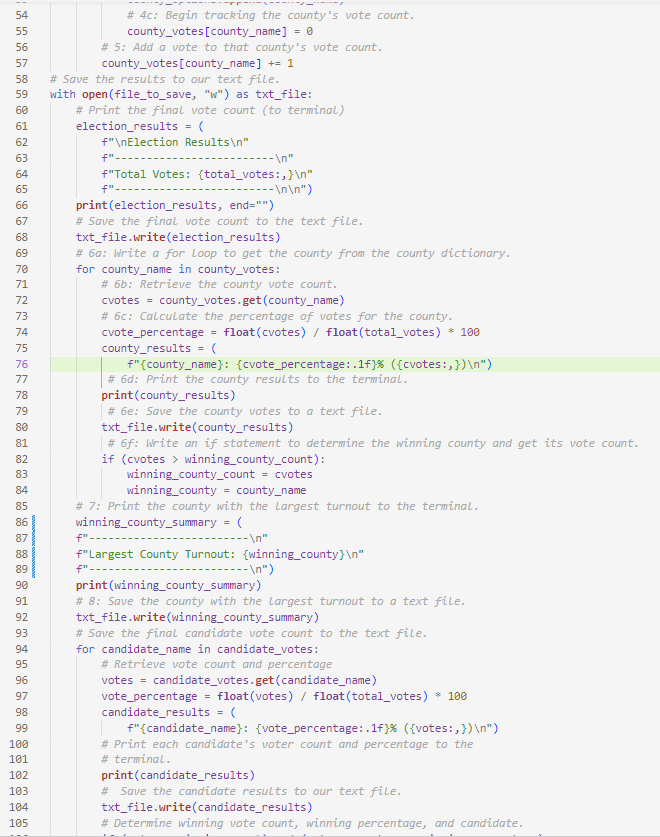 54 # 4c: Begin tracking the county's vote count.
55 county_votes[county_name] = 0
56 # 5: Add a vote to that county's vote count.
57 county_votes[county_name] += 1
58 # Save the results to our text file.
59 with open(file_to_save, "w") as txt_file:
60 # Print the final vote count (to terminal)
61 election_results = (
62 f"\nElection Results\n"
63 f"-------------------------\n"
64 f"Total Votes: {total_votes:,}\n"
65 f"-------------------------\n\n")
66 print(election_results, end="")
67 # Save the final vote count to the text file.
68 txt_file.write(election_results)
69 # 6a: Write a for loop to get the county from the county dictionary.
70 for county_name in county_votes:
71 # 6b: Retrieve the county vote count.
72 cvotes = county_votes.get(county_name)
73 # 6c: Calculate the percentage of votes for the county.
74 cvote_percentage = float(cvotes) / float(total_votes) * 100
75 county_results = (
76 f"{county_name}: {cvote_percentage:.1f}% ({cvotes:,})\n")
77 # 6d: Print the county results to the terminal.
78 print(county_results)
79 # 6e: Save the county votes to a text file.
80 txt_file.write(county_results)
81 # 6f: Write an if statement to determine the winning county and get its vote count.
82 if (cvotes > winning_county_count):
83 winning_county_count = cvotes
84 winning_county = county_name
85 # 7: Print the county with the largest turnout to the terminal.
86 winning_county_summary = (
87 f"-------------------------\n"
88 f"Largest County Turnout: {winning_county}\n"
89 f"-------------------------\n")
90 print(winning_county_summary)
91 # 8: Save the county with the largest turnout to a text file.
92 txt_file.write(winning_county_summary)
93 # Save the final candidate vote count to the text file.
94 for candidate_name in candidate_votes:
95 # Retrieve vote count and percentage
96 votes = candidate_votes.get(candidate_name)
97 vote_percentage = float(votes) / float(total_votes) * 100
98 candidate_results = (
99 f"{candidate_name}: {vote_percentage:.1f}% ({votes:,})\n")
100 # Print each candidate's voter count and percentage to the
101 # terminal.
102 print(candidate_results)
103 #  Save the candidate results to our text file.
104 txt_file.write(candidate_results)
105 # Determine winning vote count, winning percentage, and candidate.